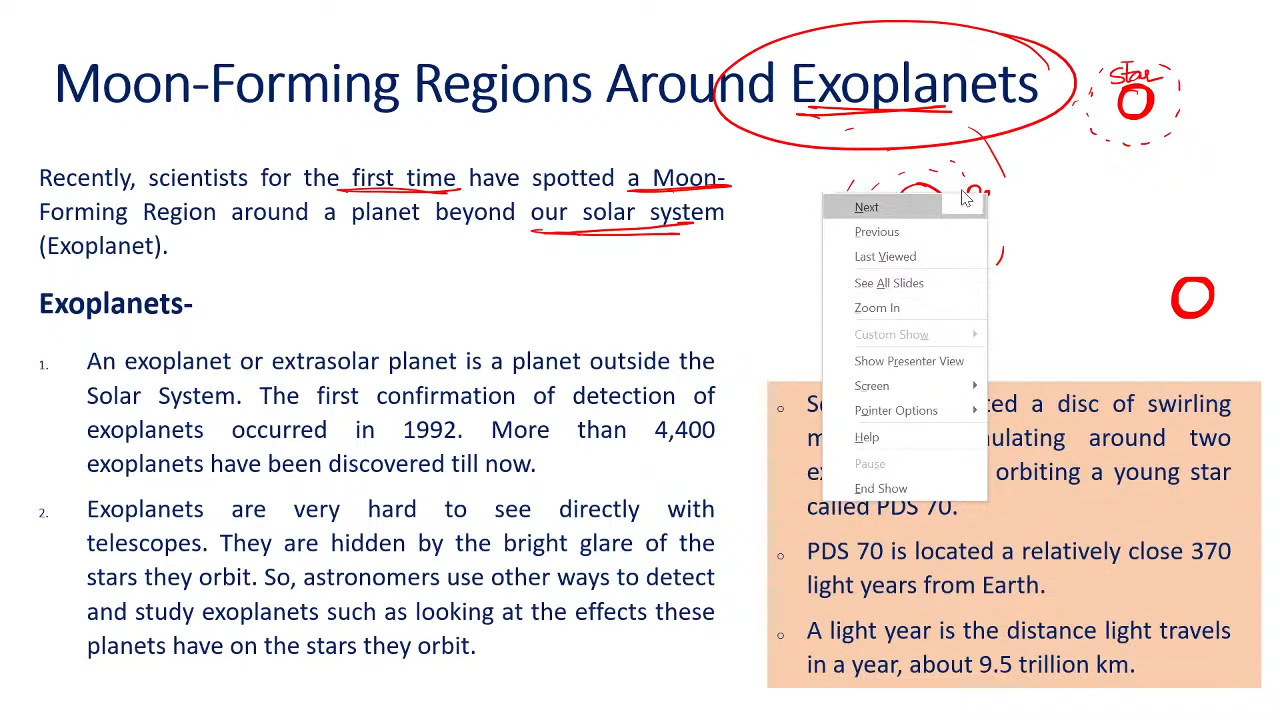 Moon-Forming Regions Around Exoplanets
star
Recently, scientists for the first time have spotted a Moon-
Forming Region around a planet beyond our solar system
(Exoplanet).
Exoplanets-
1. An exoplanet or extrasolar planet is a planet outside the
Solar System. The first confirmation of detection of
exoplanets occurred in 1992. More than 4,400
exoplanets have been discovered till now.
2. Exoplanets are very hard to see directly with
telescopes. They are hidden by the bright glare of the
stars they orbit. So, astronomers use other ways to detect
and study exoplanets such as looking at the effects these
planets have on the stars they orbit.
Next
Previous
Last Viewed
See All Slides
Zoom In
Custom Show
Show Presenter View
Screen
Pointer Options
Help
Pause
End Show
a disc of swirling
around two
orbiting a young star
called PDS 70.
PDS 70 is located a relatively close 370
light years from Earth.
A light year is the distance light travels
in a year, about 9.5 trillion km.